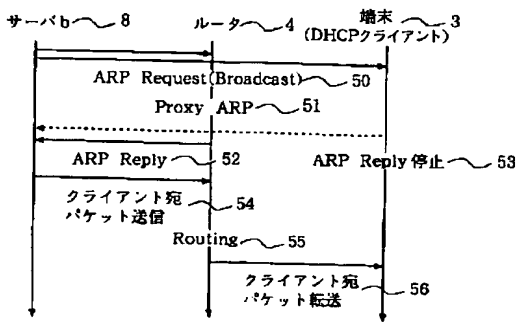 サーバb 8
ルータ 4
端末 3
(DHCPクライアント)
ARP Request(Broadcast) 50
Proxy ARP 51
ARP Reply 52
ARP Reply停止 53
クライアント宛
パケット送信 54
Routing 55
クライアント宛
パケット転送 56